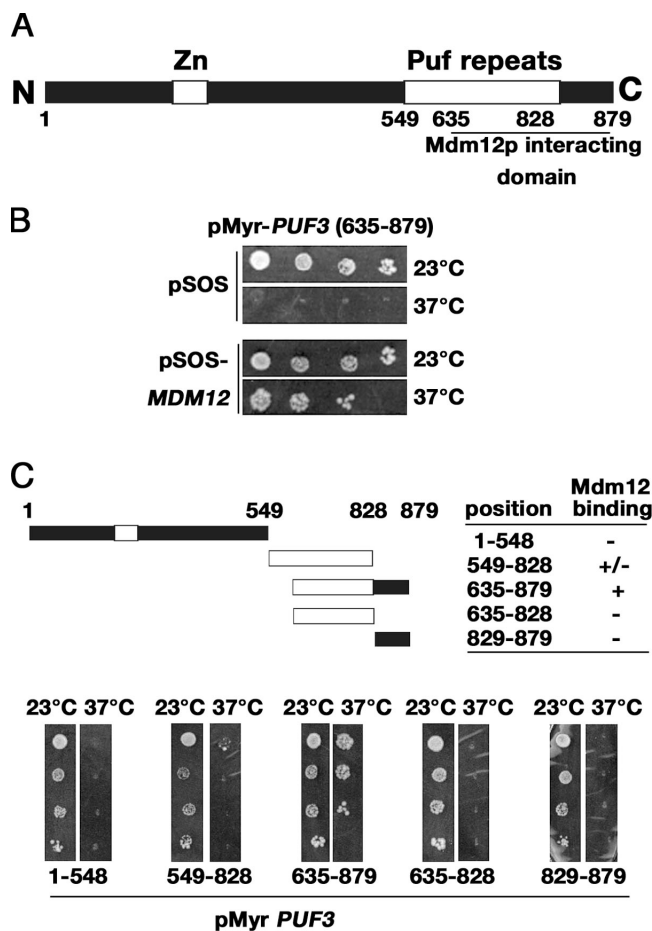 A
Zn Puf repeats
N C
1 549 635 828 879
Mdm12p interacting
domain
B
pMyr-PUF3 (635-879)
pSOS
23°C
37°C
pSOS-
MDM12
23°C
37°C
C
1 549 828 879
position Mdm12 binding
1-548 -
549-828 +/-
635-879 +
635-828 -
829-879 -
23°C 37°C 23°C 37°C 23°C 37°C 23°C 37°C 23°C 37°C
1-548 549-828 635-879 635-828 829-879
pMyr PUF3